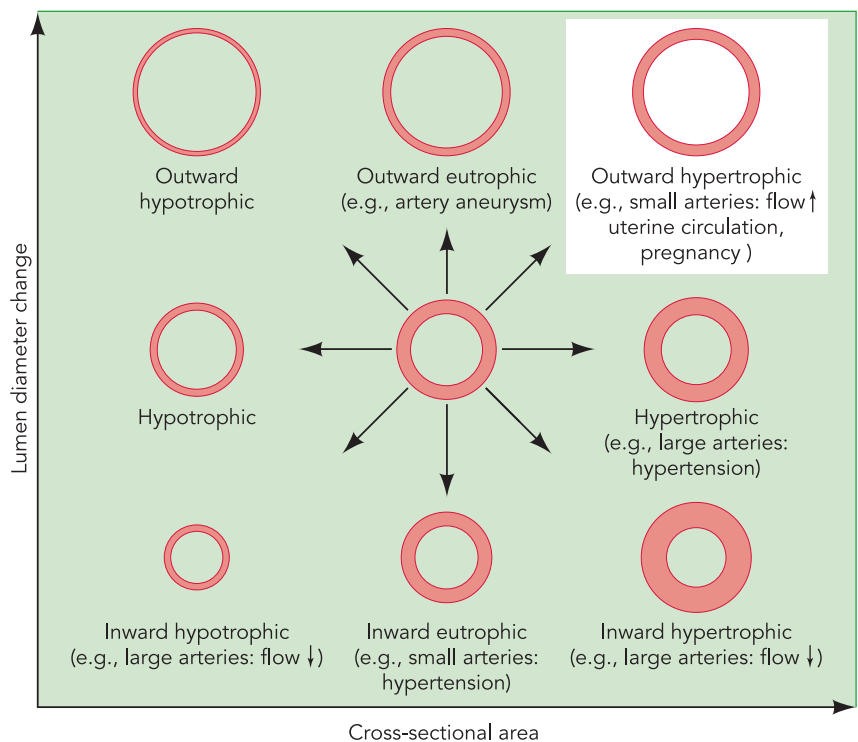 Lumen diameter change
Outward
hypotrophic
Outward eutrophic
(e.g., artery aneurysm)
Outward hypertrophic
(e.g., small arteries: flow↑
uterine circulation,
pregnancy )
Hypotrophic
Hypertrophic
(e.g., large arteries:
hypertension)
Inward hypotrophic
(e.g., large arteries: flow ↓)
Inward eutrophic
(e.g., small arteries:
hypertension)
Inward hypertrophic
(e.g., large arteries: flow ↓)
Cross-sectional area